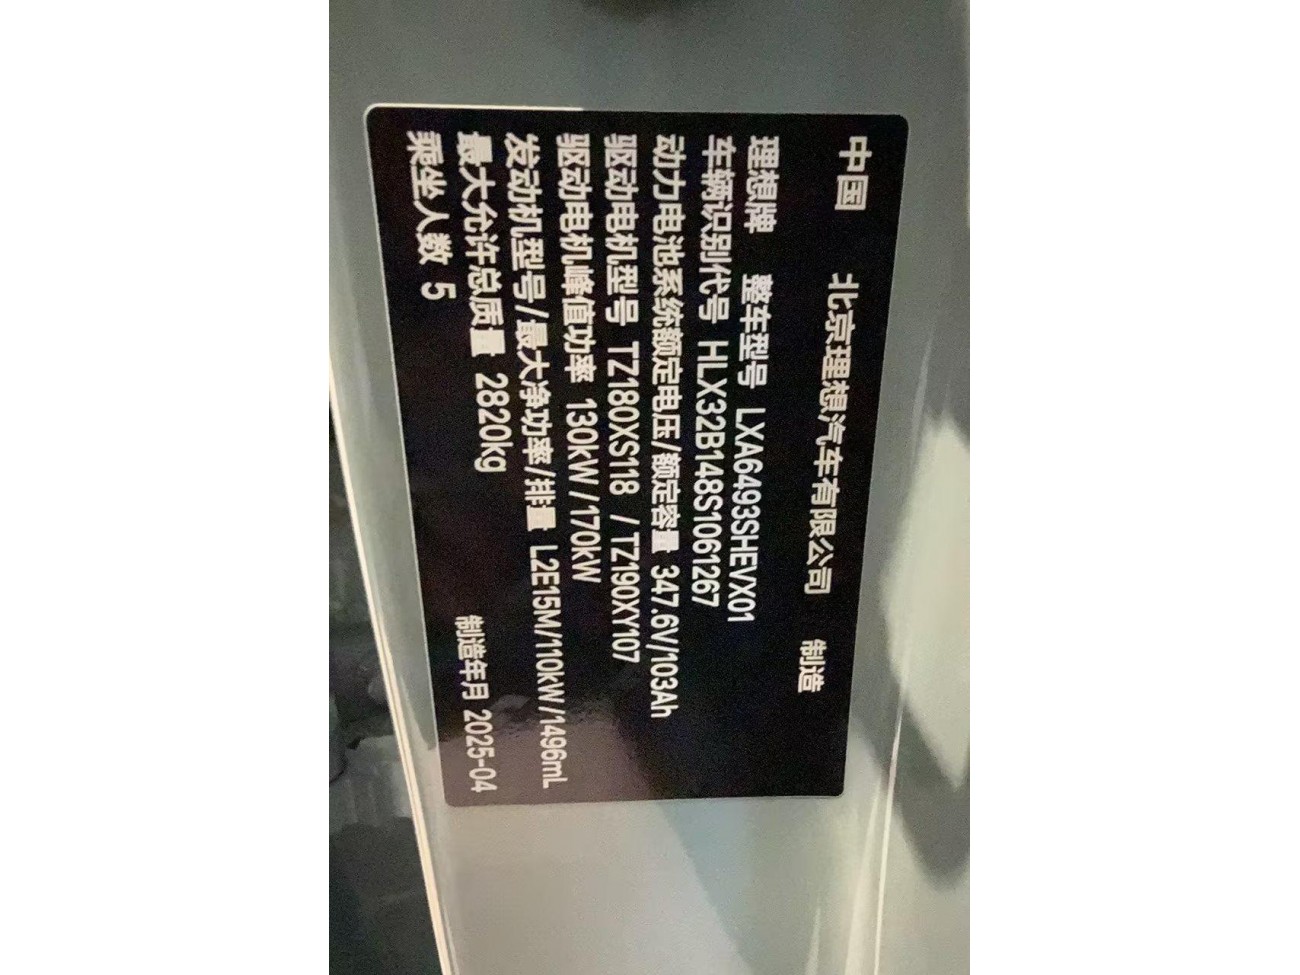 中国 北京理想汽车有限公司 制造
理想牌 整车型号 LXA6493SHEVX01
车辆识别代号 HLX32B148S1061267
动力电池系统额定电压/额定容量 347.6V/103Ah
驱动电机型号 TZ180XS118 / TZ190XY107
驱动电机峰值功率 130kW/170kW
发动机型号/最大净功率/排量 L2E15M/110kW/1496mL
最大允许总质量 2820kg
乘坐人数 5 制造年月 2025-04